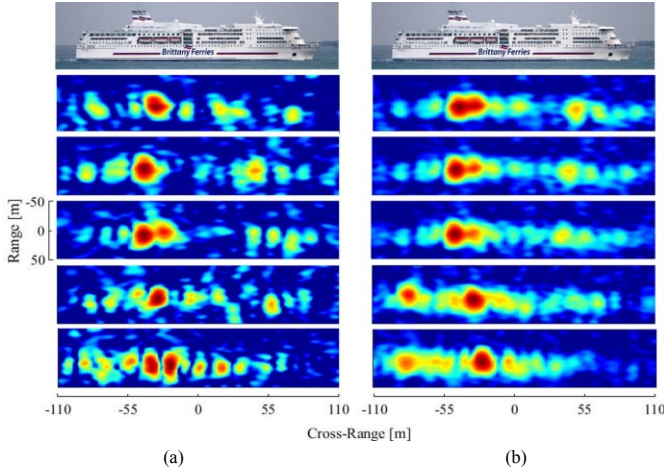 Brittany Ferries Brittany Ferries
-50
Range [m]
0
50
-110 -55 0 55 110 -110 -55 0 55 110
Cross-Range [m]
(a) (b)